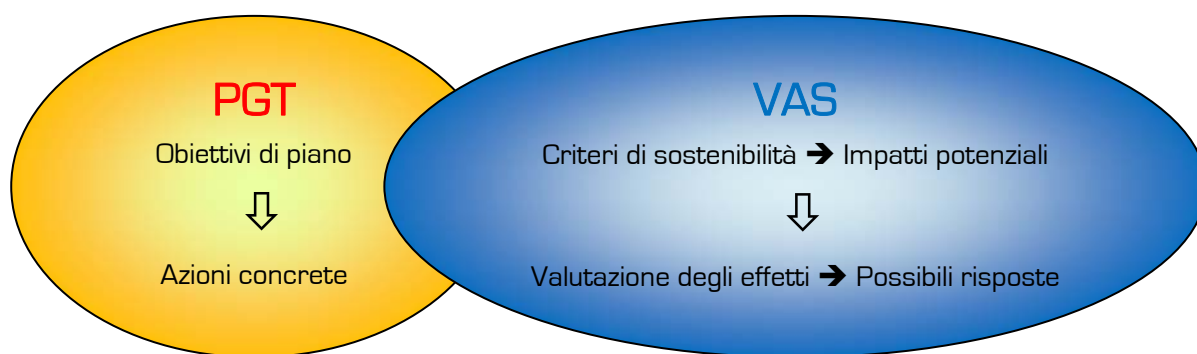 PGT
Obiettivi di piano
⇩
Azioni concrete
VAS
Criteri di sostenibilità ➔ Impatti potenziali
⇩
Valutazione degli effetti ➔ Possibili risposte